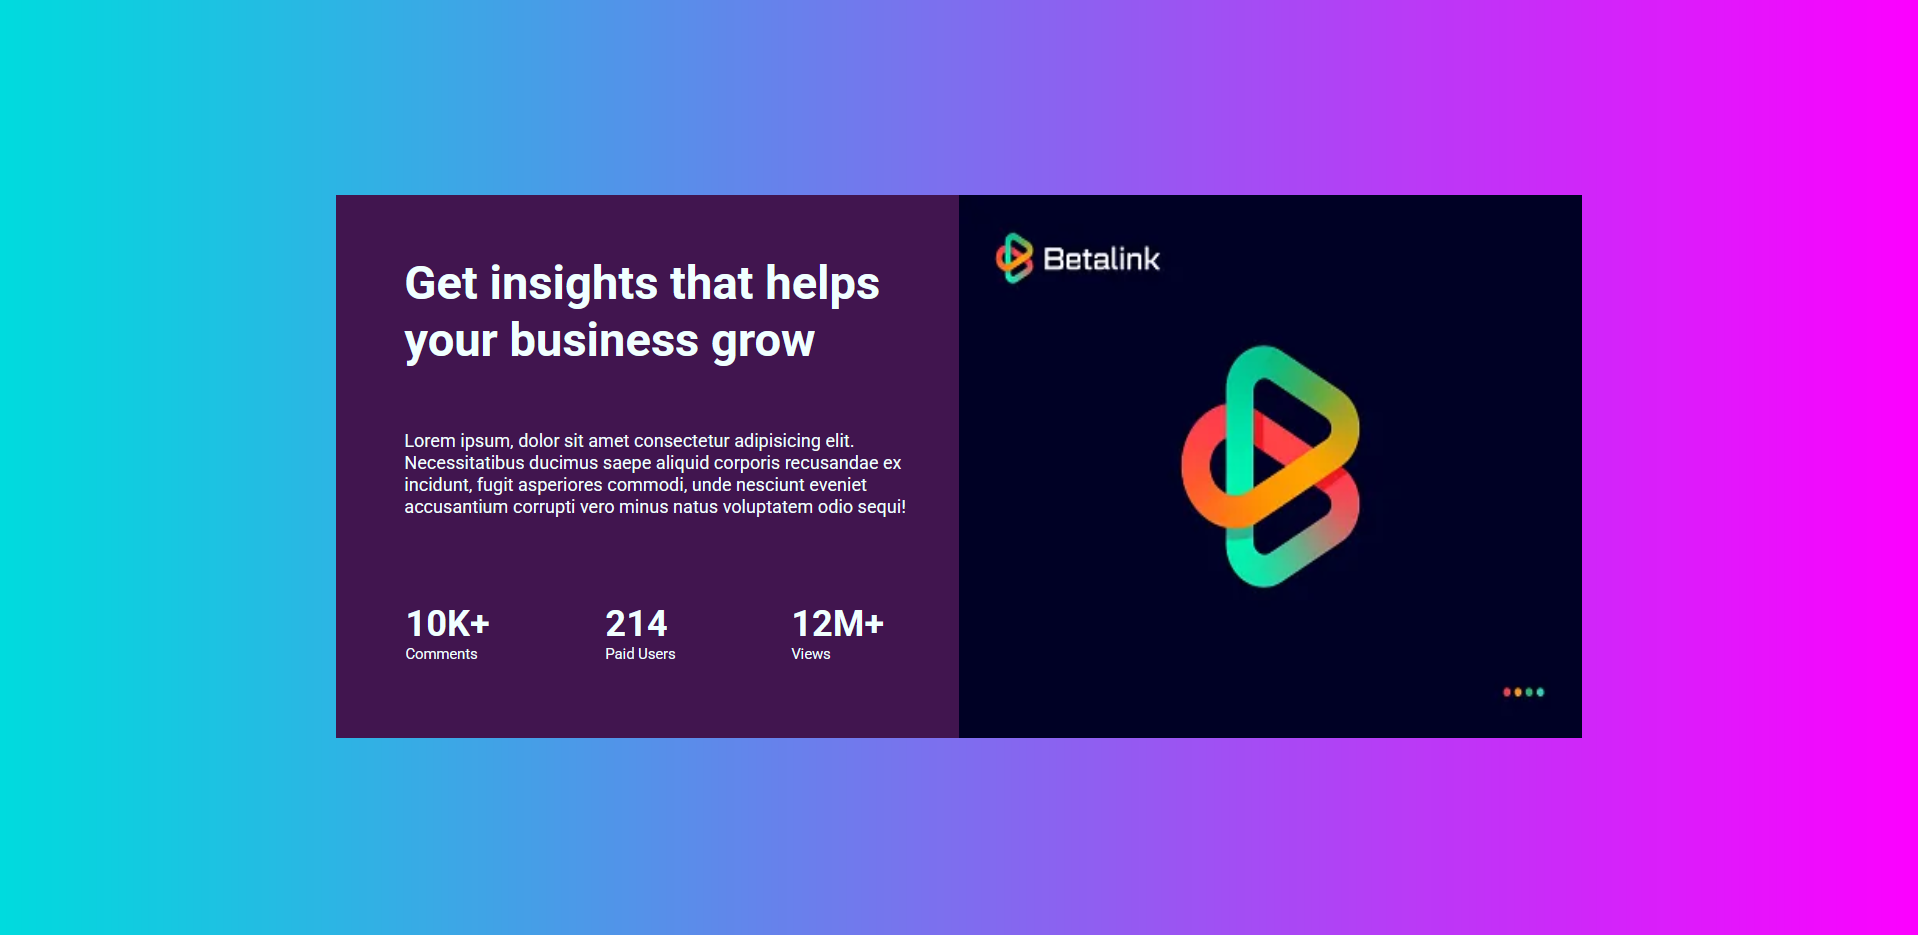 Get insights that helps
your business grow
Lorem ipsum, dolor sit amet consectetur adipisicing elit.
Necessitatibus ducimus saepe aliquid corporis recusandae ex
incidunt, fugit asperiores commodi, unde nesciunt eveniet
accusantium corrupti vero minus natus voluptatem odio sequi!
10K+
Comments
214
Paid Users
12M+
Views
Betalink